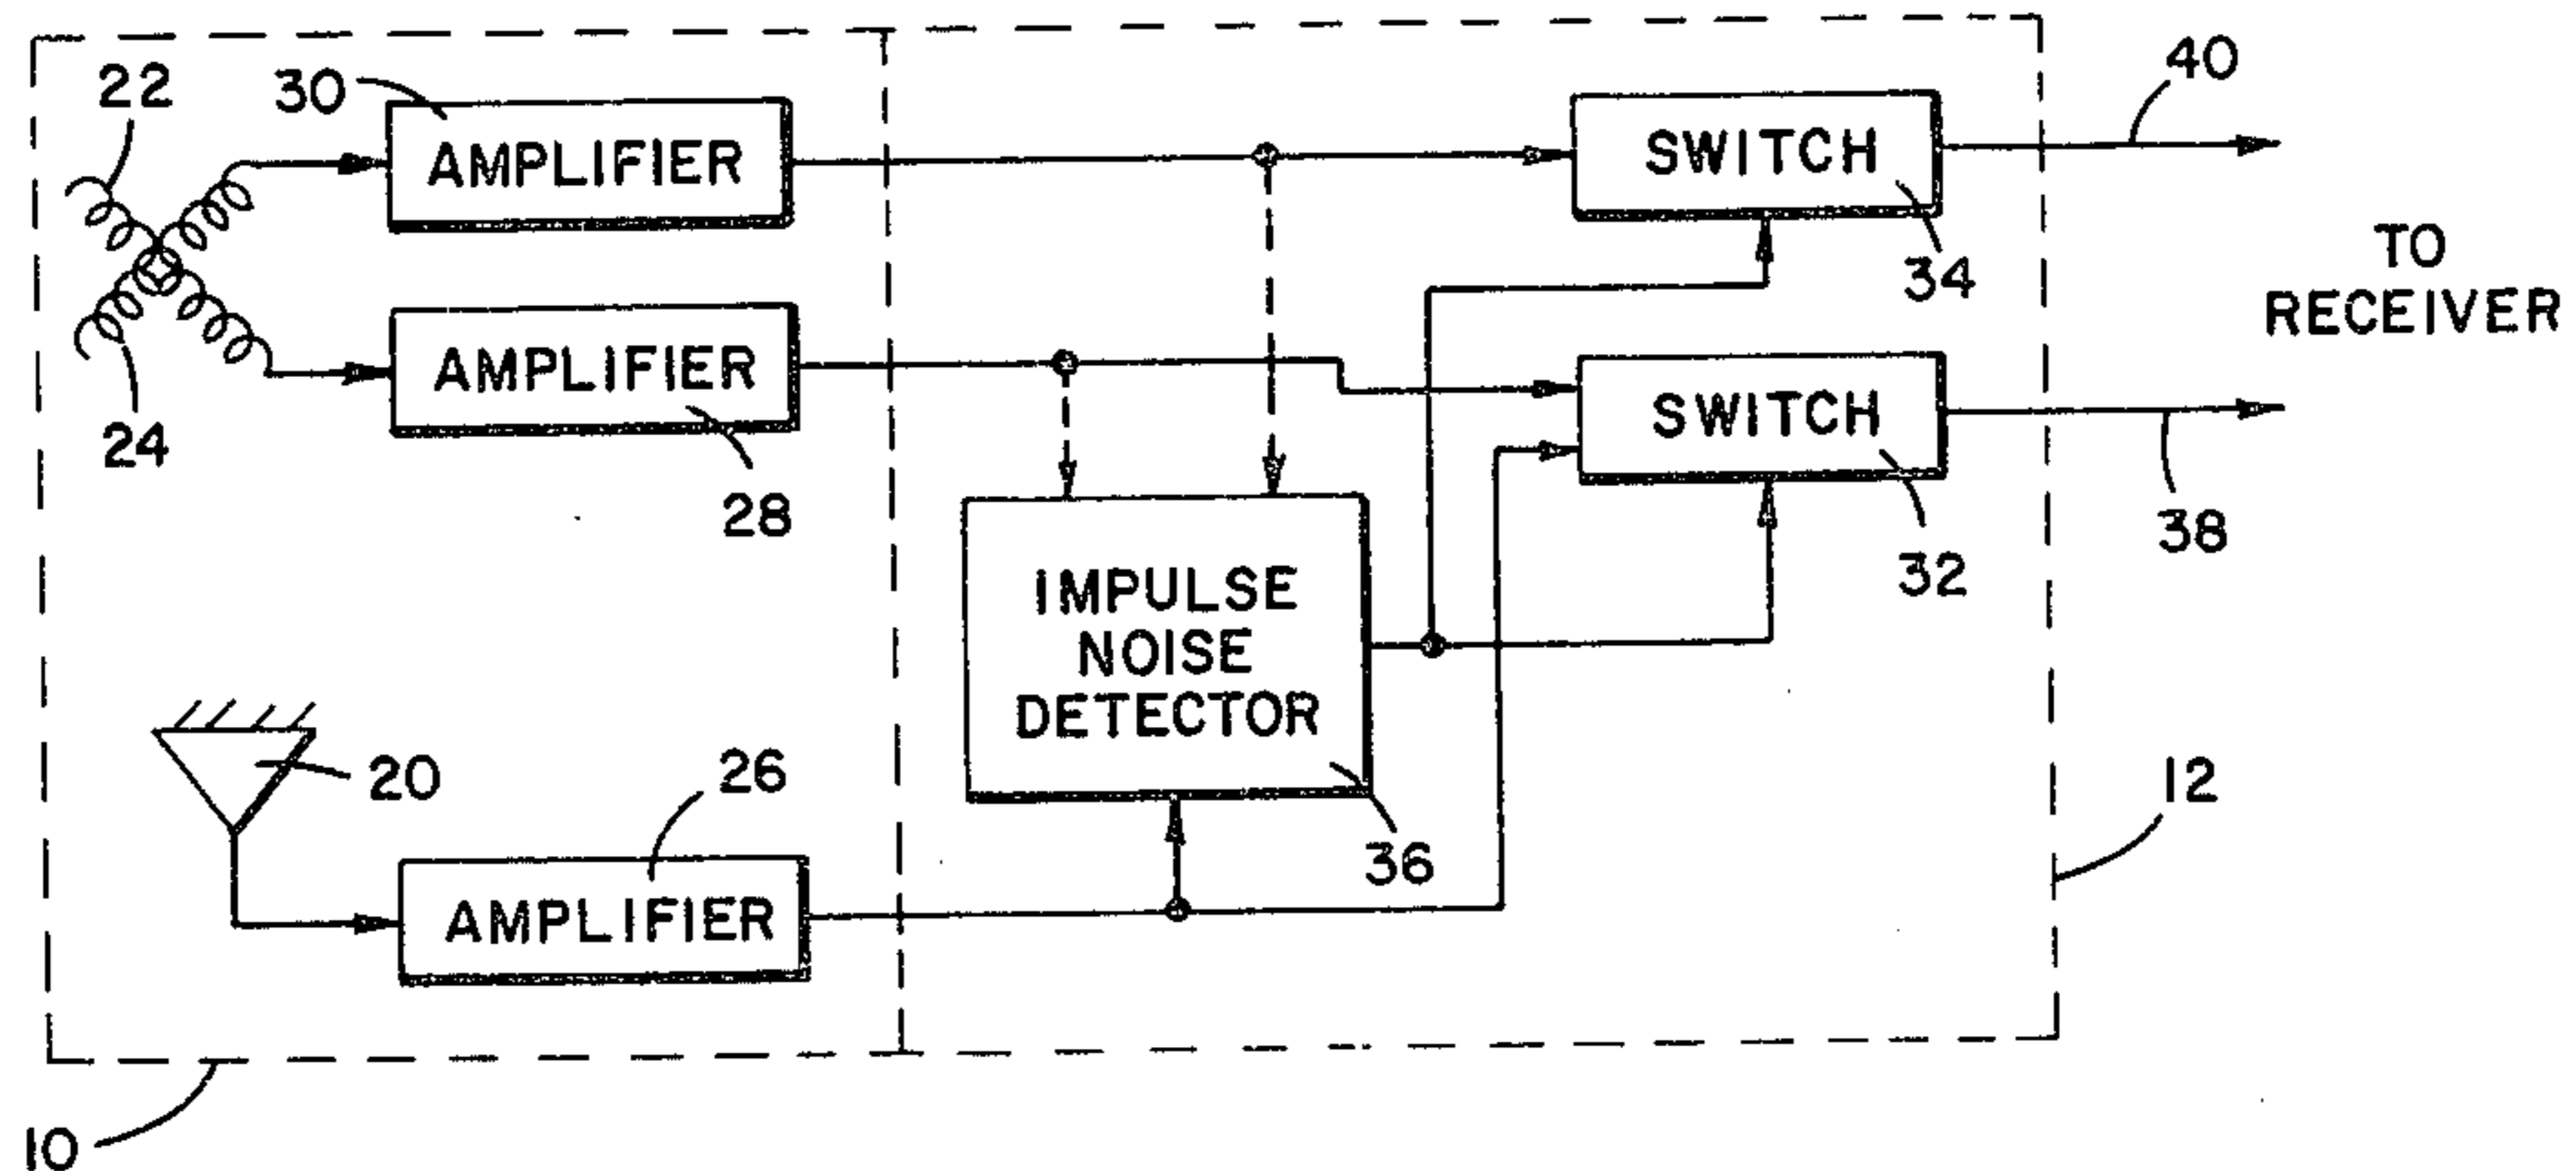 22
30
AMPLIFIER
SWITCH
40
34
TO
RECEIVER
24
AMPLIFIER
28
SWITCH
32
38
IMPULSE
NOISE
DETECTOR
36
20
26
AMPLIFIER
12
10